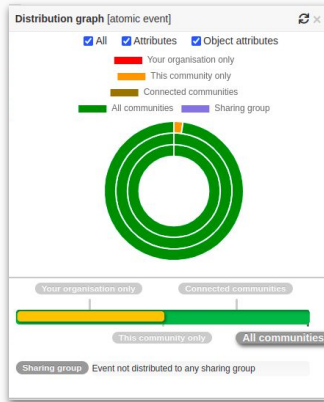 Distribution graph [atomic event]
All Attributes Object attributes
Your organisation only
This community only
Connected communities
All communities Sharing group
Your organisation only Connected communities
This community only All communities
Sharing group Event not distributed to any sharing group